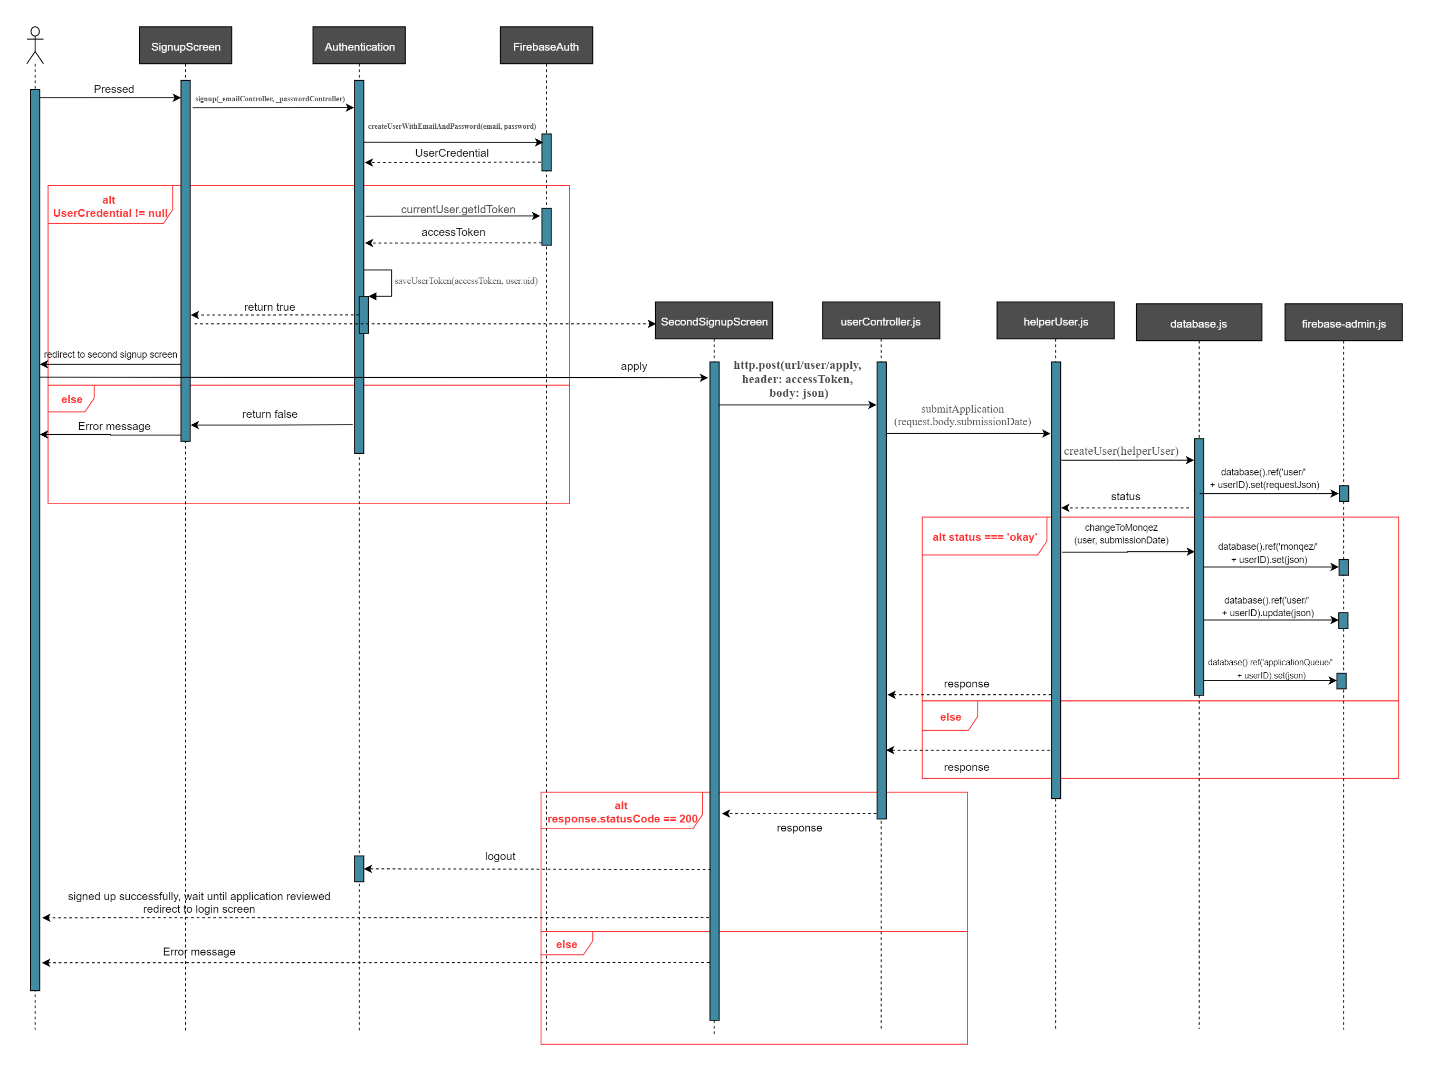 SignupScreen
Authentication
FirebaseAuth
Pressed
signup(_emailController, _passwordController)
createUserWithEmailAndPassword(email, password)
UserCredential
alt
UserCredential != null
currentUser.getIdToken
accessToken
saveUserToken(accessToken, user.uid)
return true
SecondSignupScreen
userController.js
helperUser.js
database.js
firebase-admin.js
redirect to second signup screen
apply
http.post(url/user/apply,
header: accessToken,
body: json)
else
return false
Error message
submitApplication
(request.body.submissionDate)
createUser(helperUser)
database().ref('user/'
+ userID).set(requestJson)
status
alt status === 'okay'
changeToMonqez
(user, submissionDate)
database().ref('monqez/'
+ userID).set(json)
database().ref('user/'
+ userID).update(json)
database() ref('applicationQueue/'
+ userID).set(json)
response
else
response
alt
response.statusCode == 200
response
logout
signed up successfully, wait until application reviewed
redirect to login screen
else
Error message